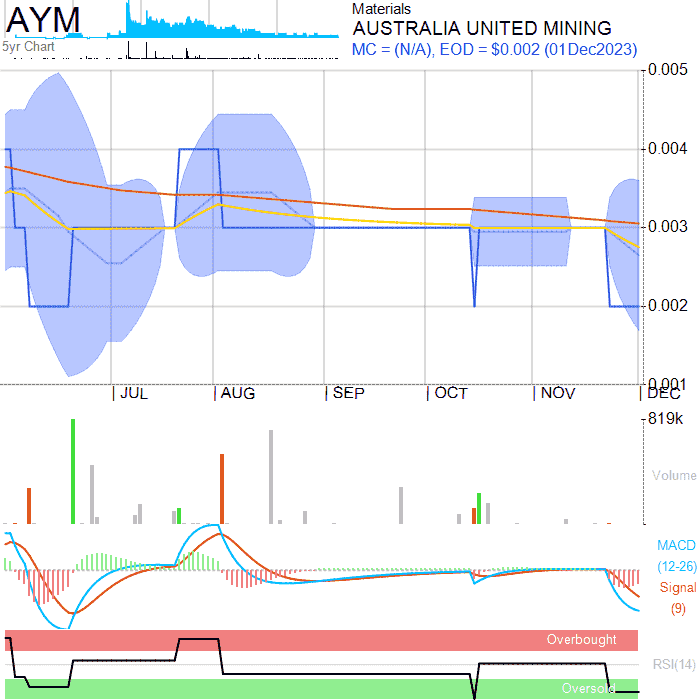 AYM
5yr Chart
Materials
AUSTRALIA UNITED MINING
MC = (N/A), EOD = $0.002 (01Dec2023)
0.005
0.004
0.003
0.002
0.001
JUL AUG SEP OCT NOV DEC
819k
Volume
MACD
(12-26)
Signal
(9)
Overbought
RSI(14)
Oversold